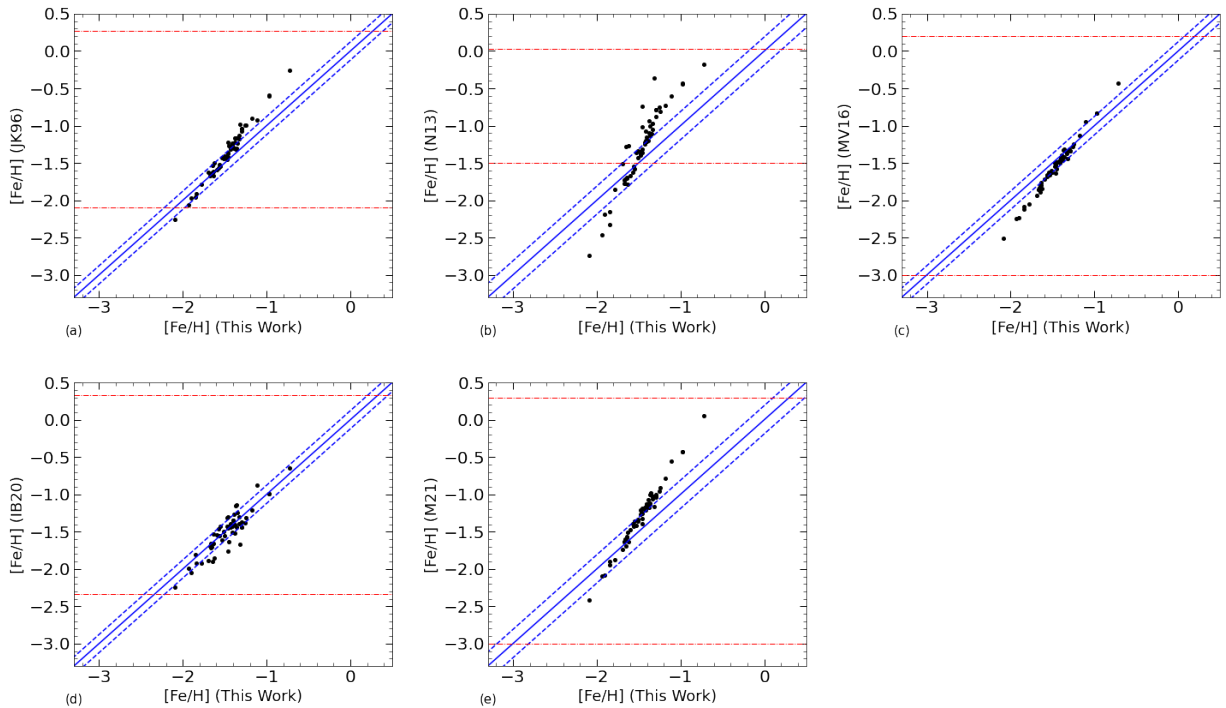 0.5
0.0
−0.5
−1.0
−1.5
−2.0
−2.5
−3.0
[Fe/H] (JK96)
−3 −2 −1 0
[Fe/H] (This Work)
(a)
0.5
0.0
−0.5
−1.0
−1.5
−2.0
−2.5
−3.0
[Fe/H] (N13)
−3 −2 −1 0
[Fe/H] (This Work)
(b)
0.5
0.0
−0.5
−1.0
−1.5
−2.0
−2.5
−3.0
[Fe/H] (MV16)
−3 −2 −1 0
[Fe/H] (This Work)
(c)
0.5
0.0
−0.5
−1.0
−1.5
−2.0
−2.5
−3.0
[Fe/H] (IB20)
−3 −2 −1 0
[Fe/H] (This Work)
(d)
0.5
0.0
−0.5
−1.0
−1.5
−2.0
−2.5
−3.0
[Fe/H] (M21)
−3 −2 −1 0
[Fe/H] (This Work)
(e)